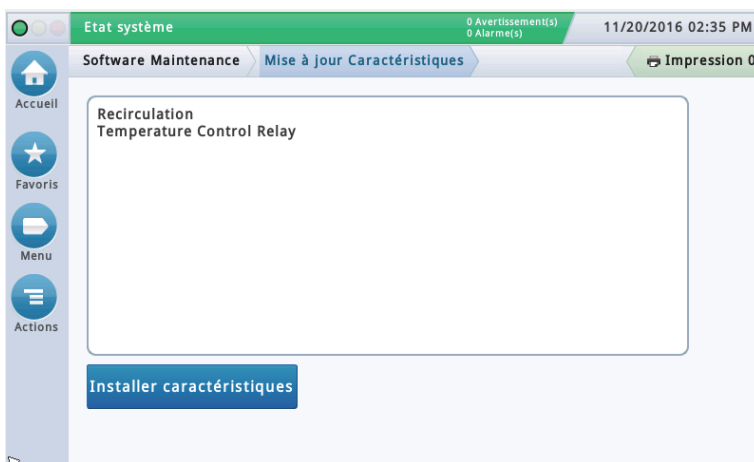 Etat système
0 Avertissement(s)
0 Alarme(s)
11/20/2016 02:35 PM
Software Maintenance
Mise à jour Caractéristiques
Impression 0
Accueil
Favoris
Menu
Actions
Recirculation
Temperature Control Relay
Installer caractéristiques